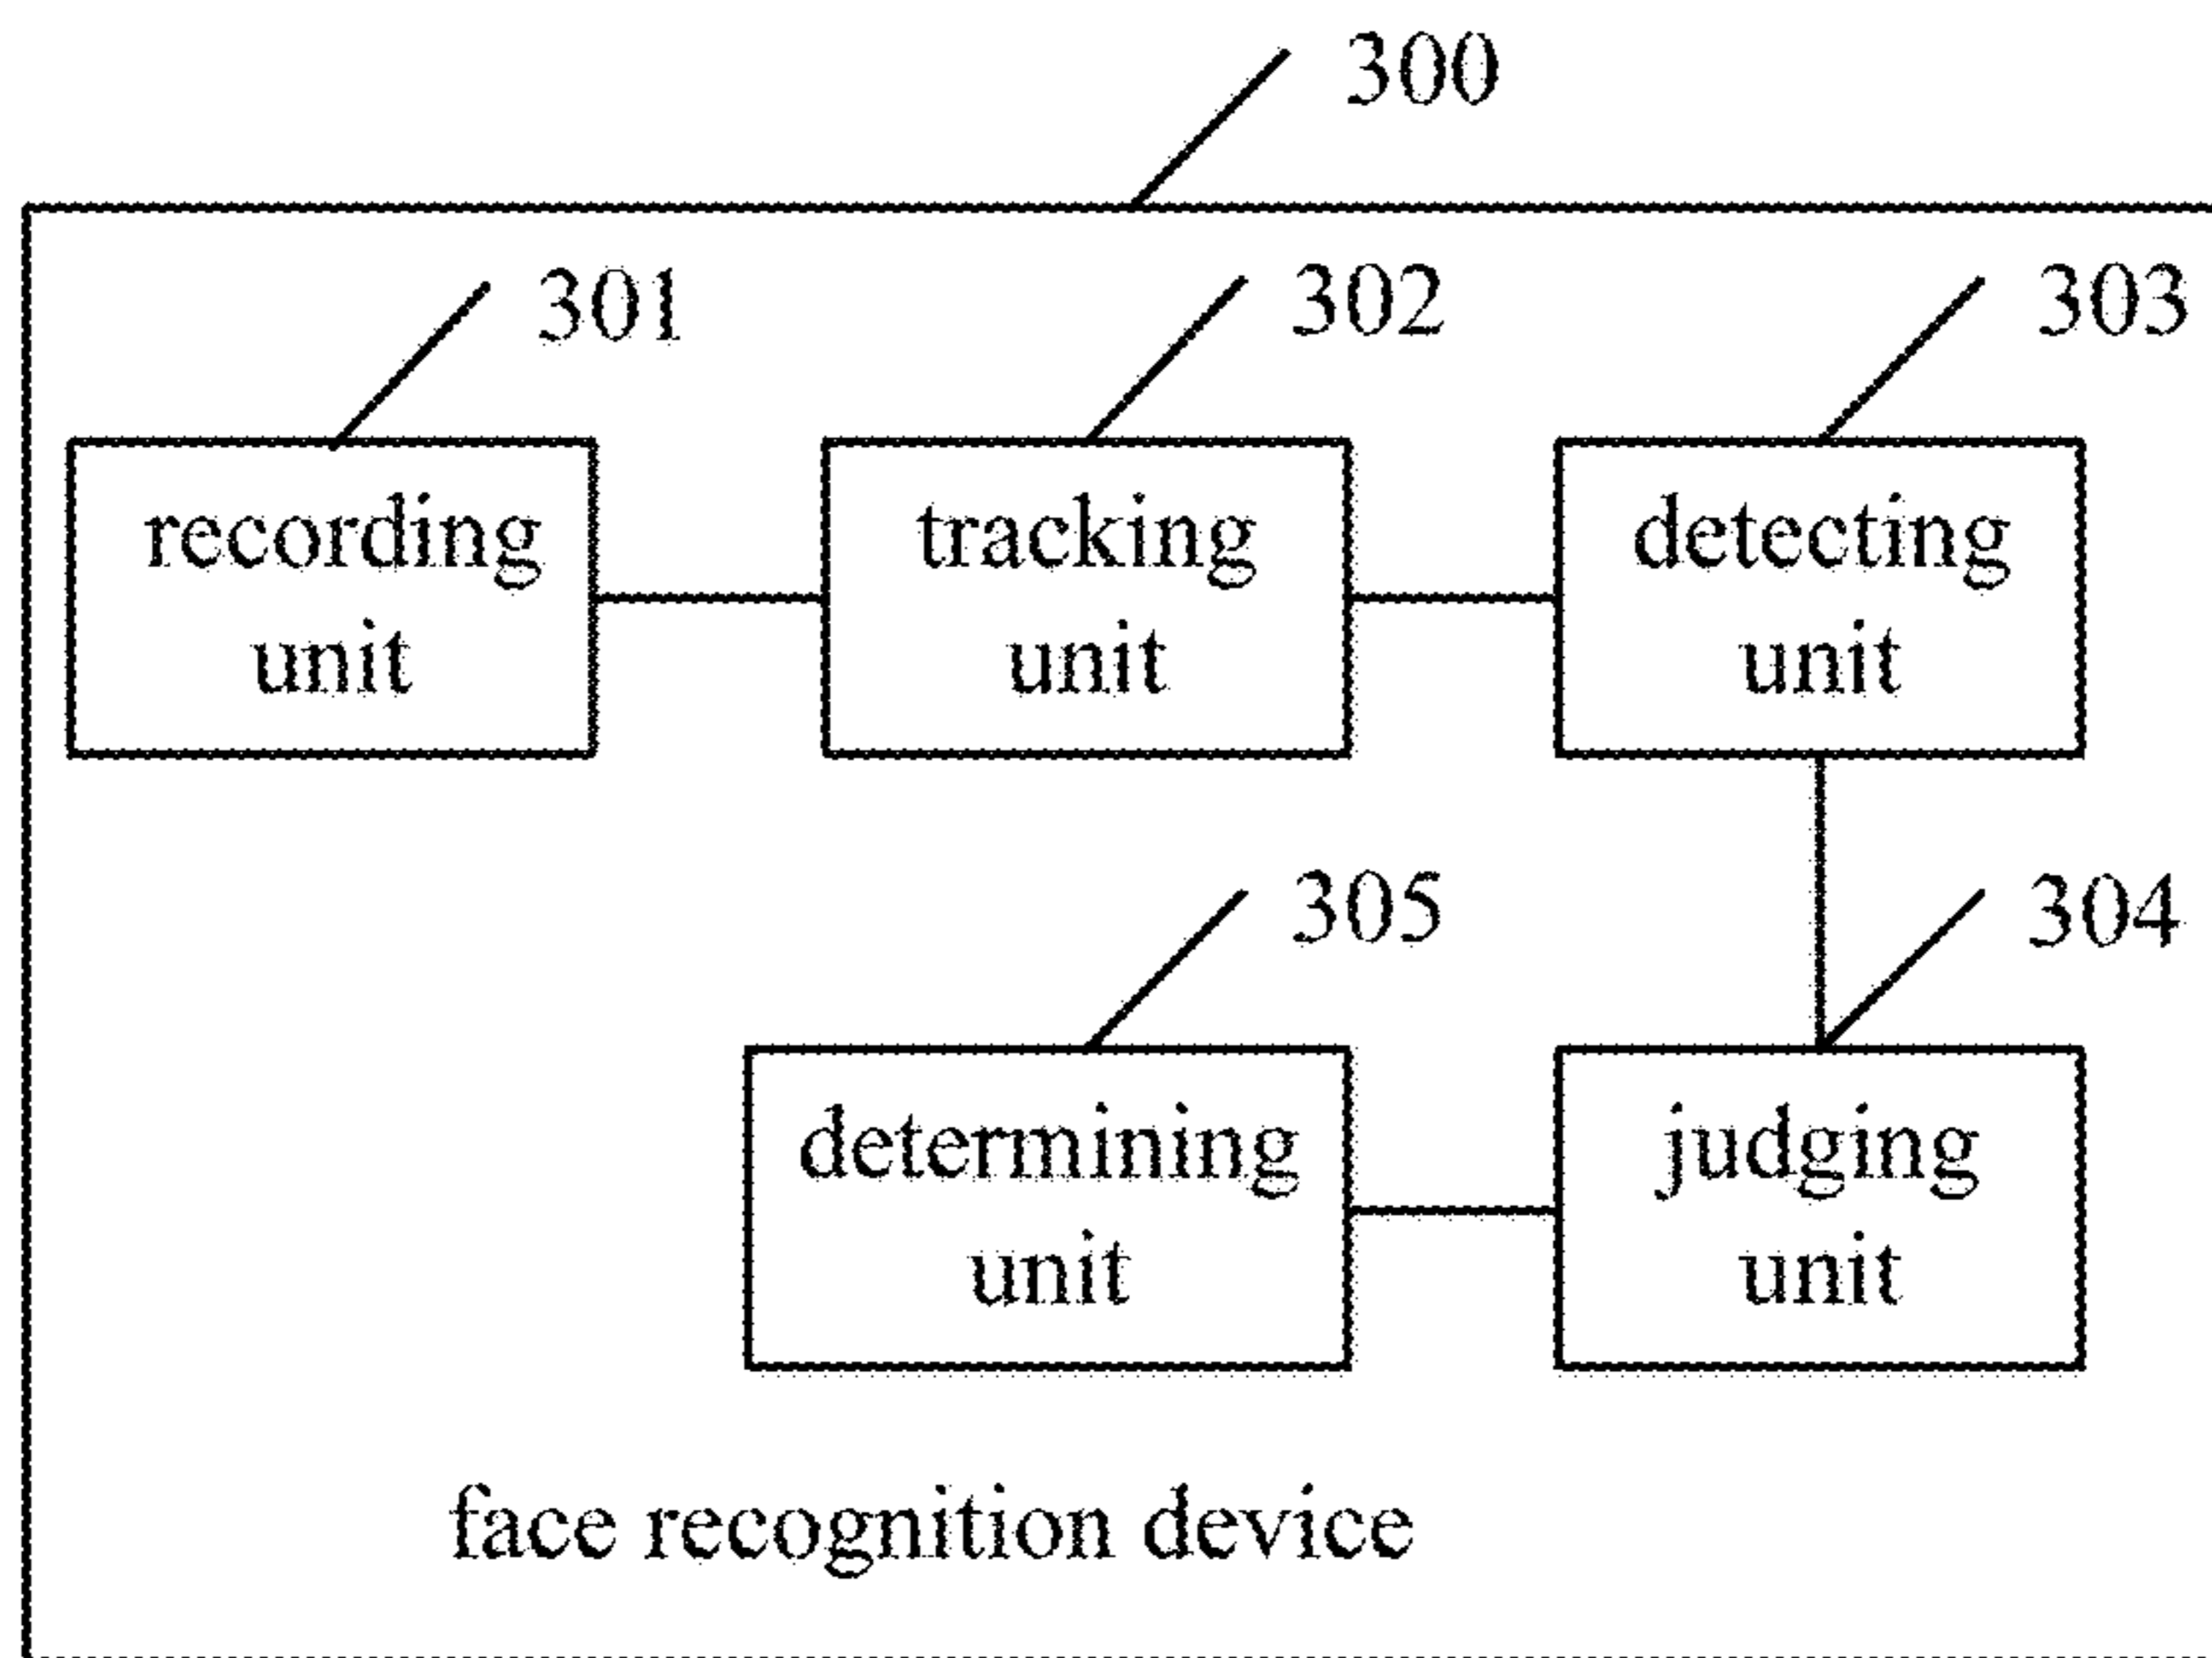 300
301
302
303
recording
unit
tracking
unit
detecting
unit
305
304
determining
unit
judging
unit
face recognition device